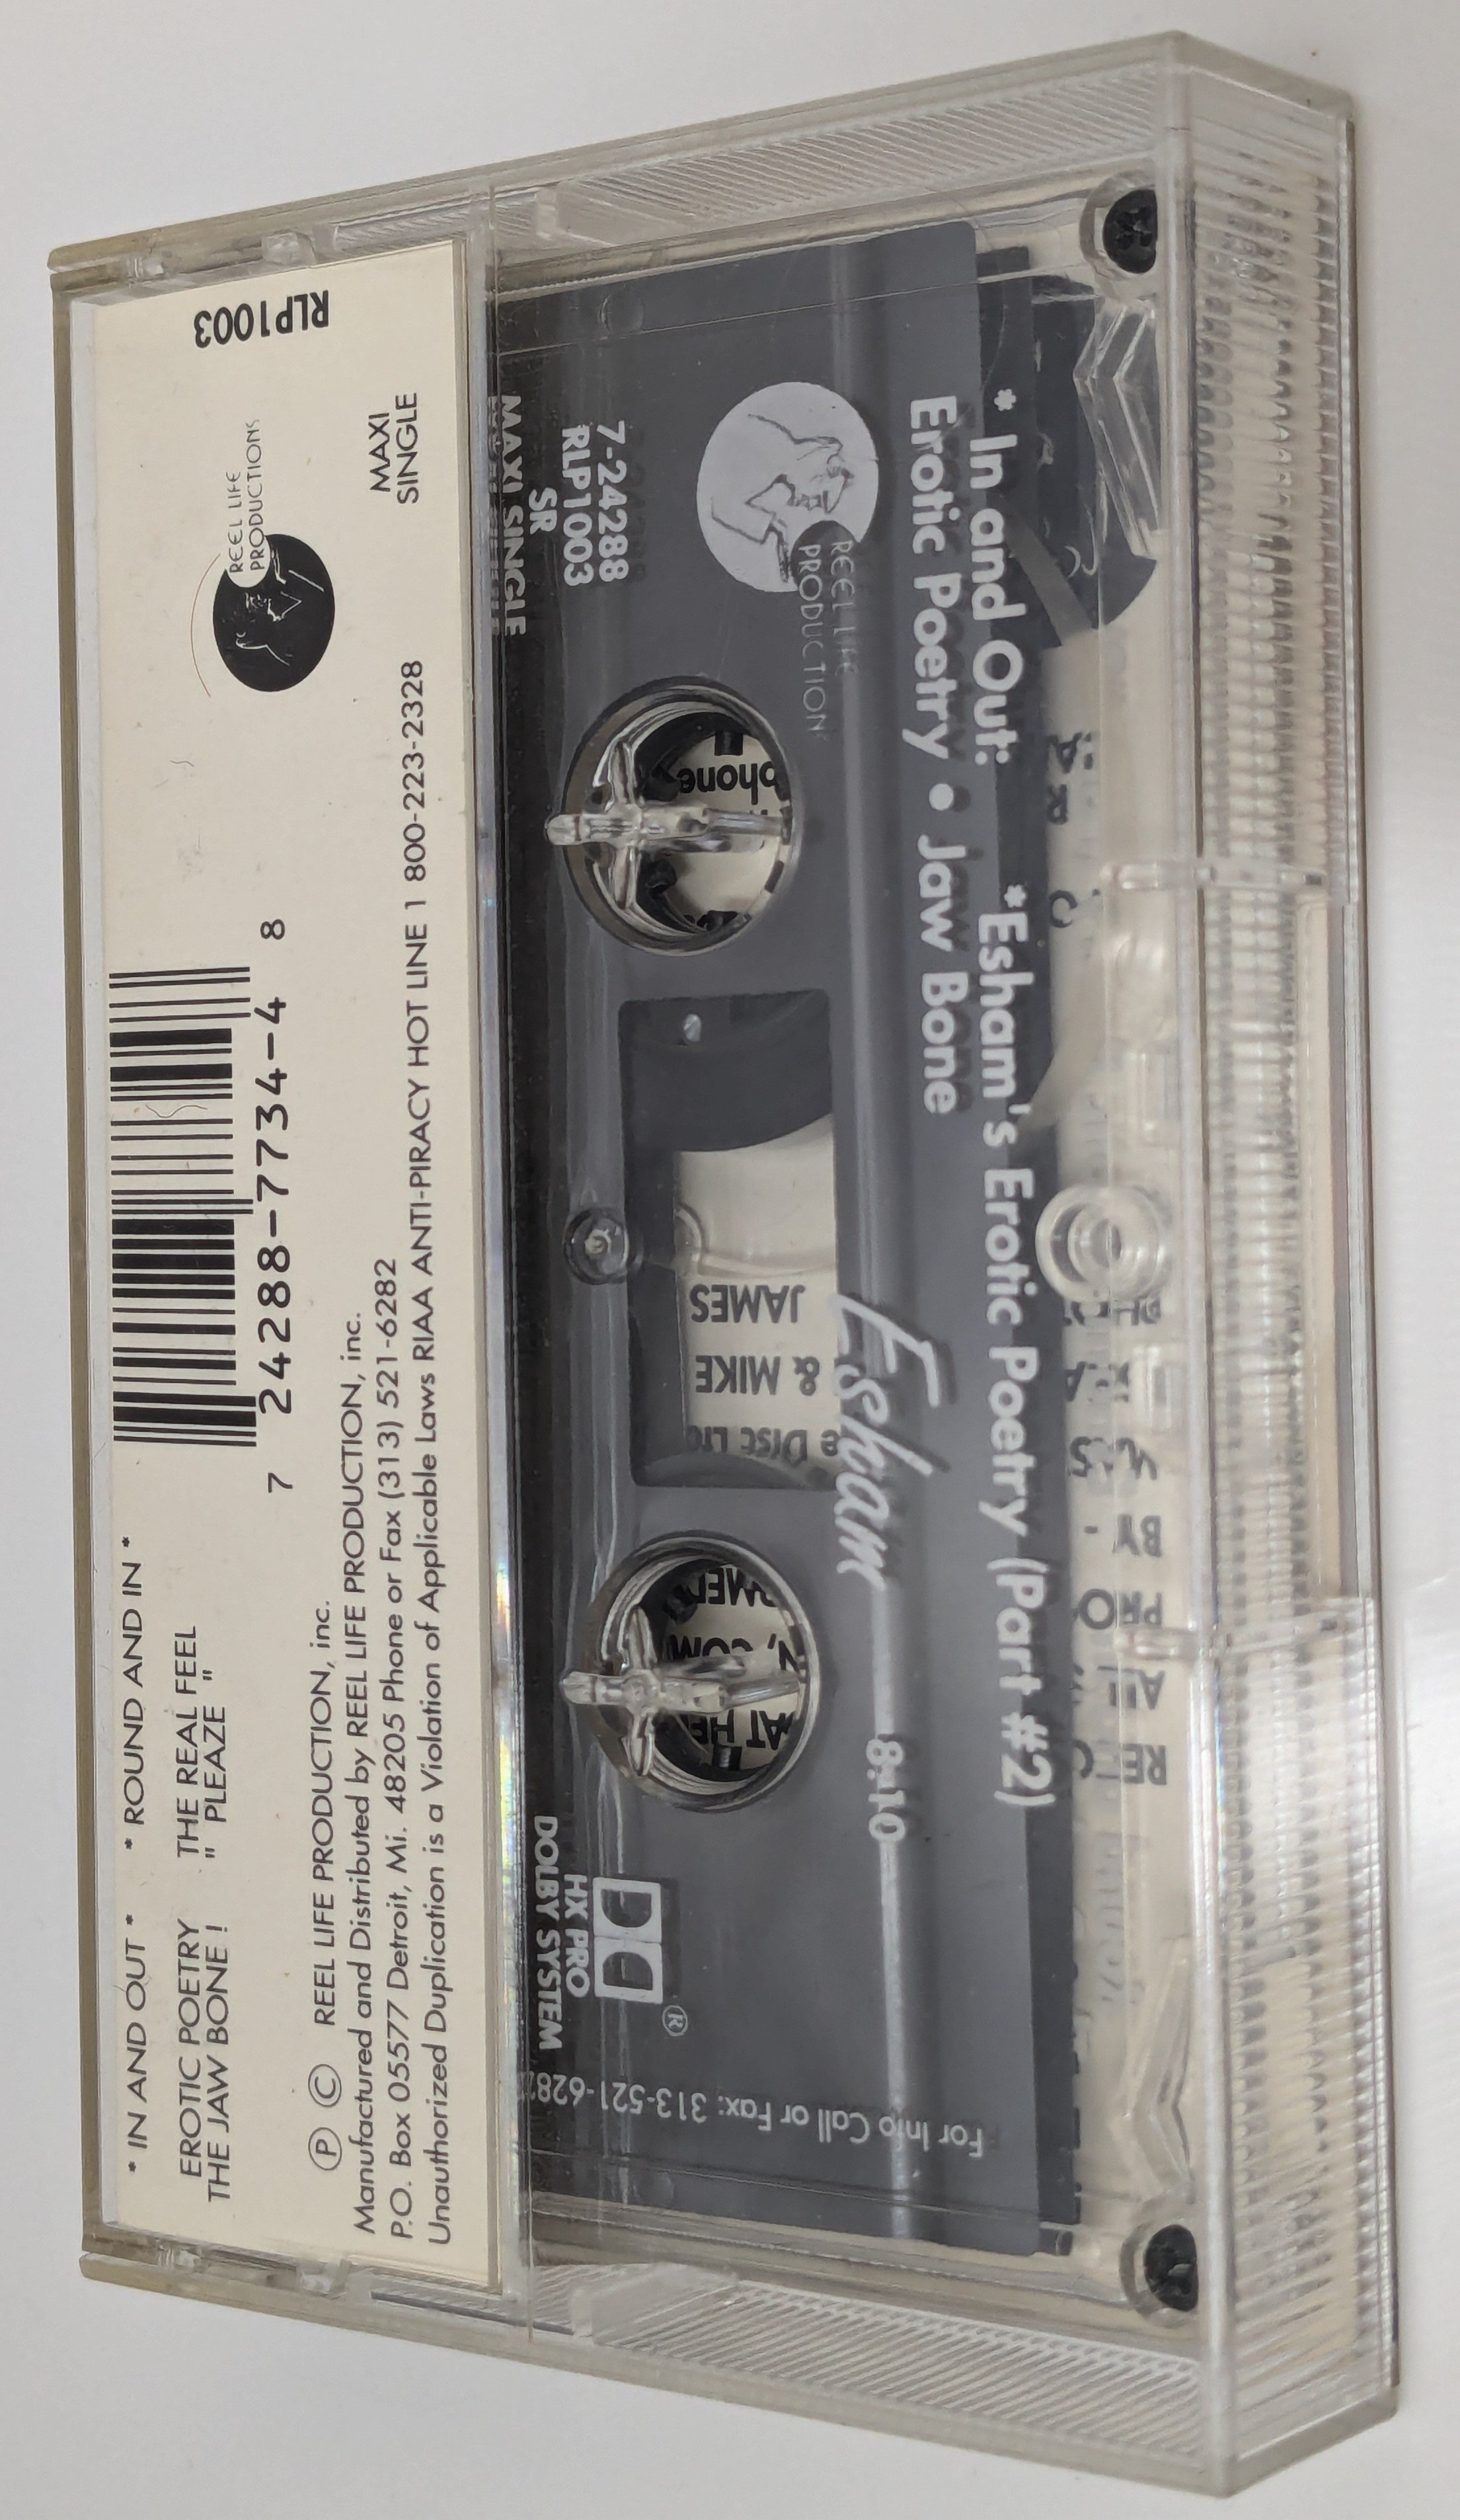 * IN AND OUT *
* ROUND AND IN *
EROTIC POETRY
THE JAW BONE !
THE REAL FEEL
" PLEAZE "
7 24288-7734-4 8
REEL LIFE
PRODUCTIONS
RLP1003
Ⓟ Ⓒ REEL LIFE PRODUCTION, inc.
Manufactured and Distributed by REEL LIFE PRODUCTION, inc.
P.O. Box 05577 Detroit, Mi. 48205 Phone or Fax (313) 521-6282
Unauthorized Duplication is a Violation of Applicable Laws RIAA ANTI-PIRACY HOT LINE 1 800-223-2328
MAXI
SINGLE
* In and Out:
*Esham's Erotic Poetry (Part #2)
Erotic Poetry • Jaw Bone
REEL LIFE
PRODUCTION
Esham
8:10
7-24288
RLP1003
SR
MAXI SINGLE
®
HX PRO
DOLBY SYSTEM
For Info Call or Fax: 313-521-628
phone
JAMES
& MIKE
BY